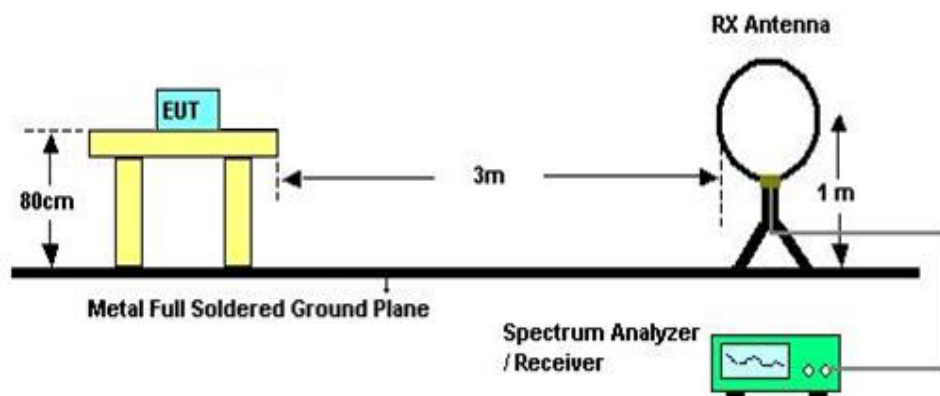 RX Antenna
EUT
3m
80cm
1 m
Metal Full Soldered Ground Plane
Spectrum Analyzer
/ Receiver